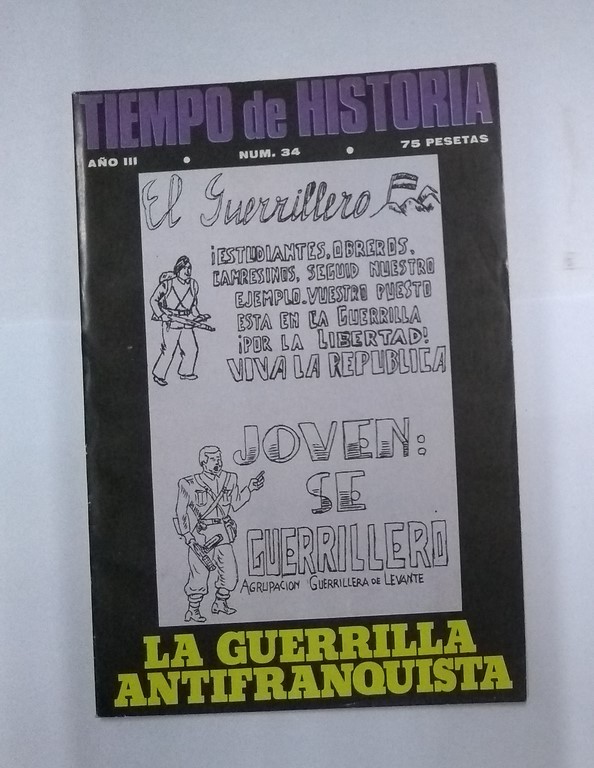 TIEMPO de HISTORIA
AÑO III • NUM. 34 • 75 PESETAS
El Guerrillero
¡ESTUDIANTES, OBREROS,
CAMPESINOS, SEGUID NUESTRO
EJEMPLO. VUESTRO PUESTO
ESTA EN LA GUERRILLA
¡POR LA LIBERTAD!
VIVA LA REPUBLICA
JOVEN:
SE
GUERRILLERO
AGRUPACION GUERRILLERA DE LEVANTE
LA GUERRILLA
ANTIFRANQUISTA